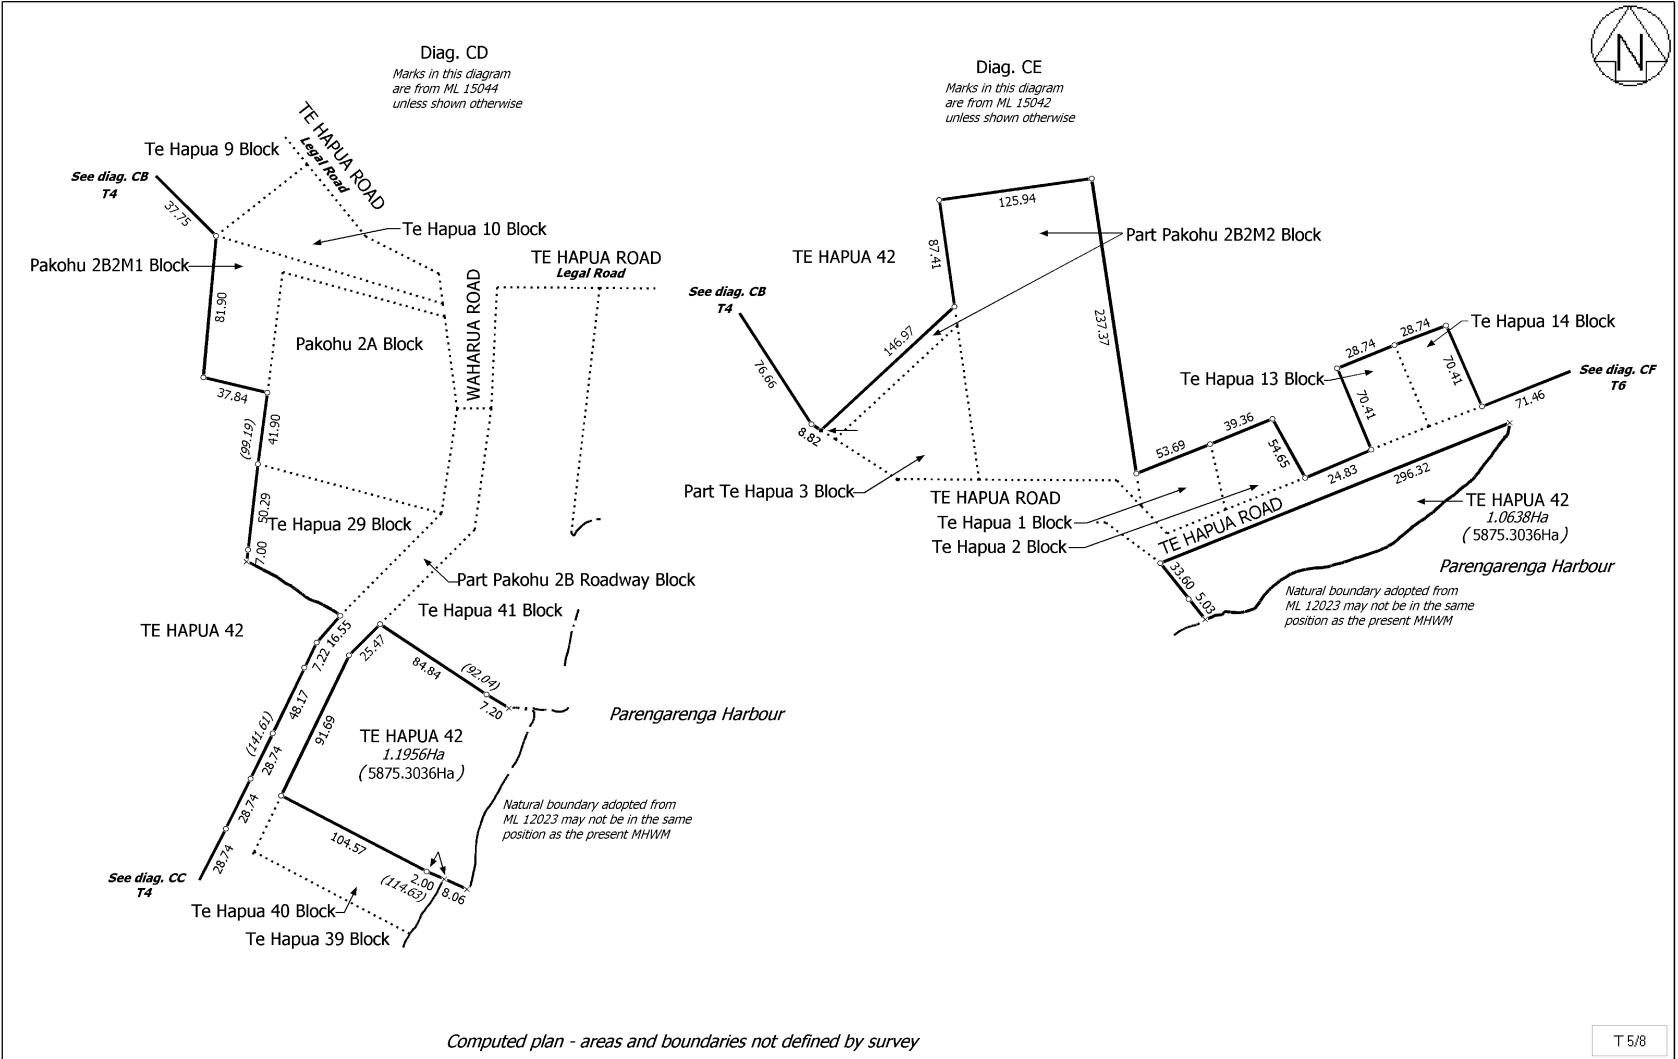 N
Diag. CD
Marks in this diagram
are from ML 15044
unless shown otherwise
TE HAPUA ROAD
Legal Road
Te Hapua 9 Block
See diag. CB
T4
37.75
Te Hapua 10 Block
Pakohu 2B2M1 Block
81.90
TE HAPUA ROAD
Legal Road
WAHARUA ROAD
Pakohu 2A Block
37.84
41.90
(99.19)
50.29
Te Hapua 29 Block
7.00
Part Pakohu 2B Roadway Block
Te Hapua 41 Block
TE HAPUA 42
16.55
7.22
25.47
84.84
(92.04)
7.20
48.17
(141.61)
91.69
28.74
28.74
28.74
TE HAPUA 42
1.1956Ha
(5875.3036Ha)
Parengarenga Harbour
Natural boundary adopted from
ML 12023 may not be in the same
position as the present MHWM
104.57
2.00
(114.63)
8.06
See diag. CC
T4
Te Hapua 40 Block
Te Hapua 39 Block
Diag. CE
Marks in this diagram
are from ML 15042
unless shown otherwise
125.94
87.41
Part Pakohu 2B2M2 Block
TE HAPUA 42
See diag. CB
T4
76.66
146.97
8.82
237.37
Te Hapua 14 Block
28.74
28.74
Te Hapua 13 Block
70.41
70.41
See diag. CF
T6
71.46
39.36
53.69
54.65
24.83
296.32
Part Te Hapua 3 Block
TE HAPUA ROAD
Te Hapua 1 Block
Te Hapua 2 Block
TE HAPUA ROAD
TE HAPUA 42
1.0638Ha
(5875.3036Ha)
Parengarenga Harbour
33.60
5.03
Natural boundary adopted from
ML 12023 may not be in the same
position as the present MHWM
Computed plan - areas and boundaries not defined by survey
T 5/8